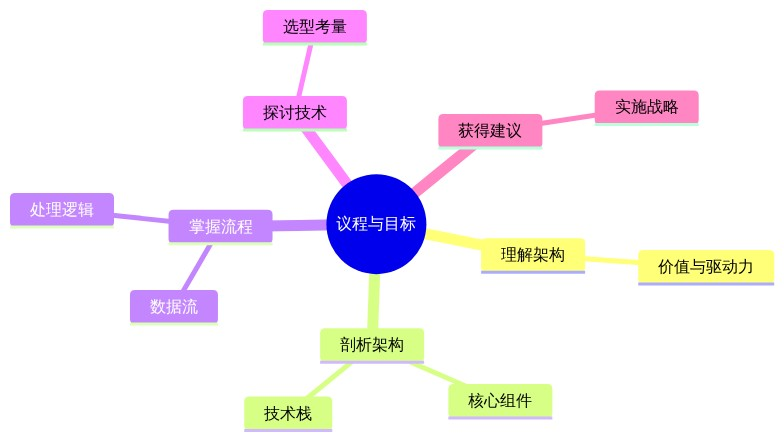 选型考量
探讨技术
获得建议
实施战略
处理逻辑
掌握流程
议程与目标
理解架构
价值与驱动力
数据流
剖析架构
技术栈
核心组件